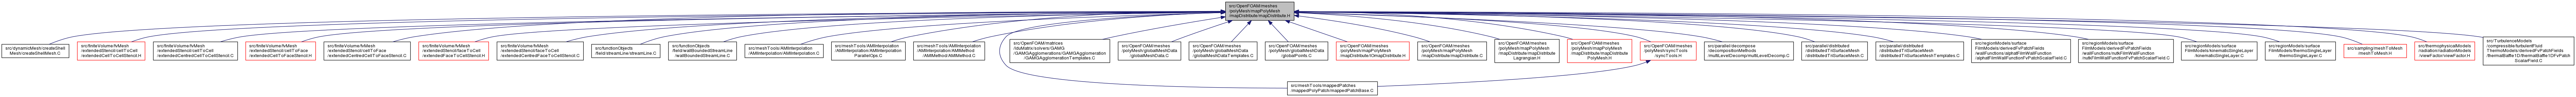 src/OpenFOAM/meshes
/polyMesh/mapPolyMesh
/mapDistribute/mapDistribute.H
src/dynamicMesh/createShell
Mesh/createShellMesh.C
src/finiteVolume/fvMesh
/extendedStencil/cellToCell
/extendedCellToCellStencil.H
src/finiteVolume/fvMesh
/extendedStencil/cellToCell
/extendedCentredCellToCellStencil.C
src/finiteVolume/fvMesh
/extendedStencil/cellToFace
/extendedCellToFaceStencil.H
src/finiteVolume/fvMesh
/extendedStencil/cellToFace
/extendedCentredCellToFaceStencil.C
src/finiteVolume/fvMesh
/extendedStencil/faceToCell
/extendedFaceToCellStencil.H
src/finiteVolume/fvMesh
/extendedStencil/faceToCell
/extendedCentredFaceToCellStencil.C
src/functionObjects
/field/streamLine/streamLine.C
src/functionObjects
/field/wallBoundedStreamLine
/wallBoundedStreamLine.C
src/meshTools/AMIInterpolation
/AMIInterpolation/AMIInterpolation.C
src/meshTools/AMIInterpolation
/AMIInterpolation/AMIInterpolation
ParallelOps.C
src/meshTools/AMIInterpolation
/AMIInterpolation/AMIMethod
/AMIMethod/AMIMethod.C
src/OpenFOAM/matrices
/lduMatrix/solvers/GAMG
/GAMGAgglomerations/GAMGAgglomeration
/GAMGAgglomerationTemplates.C
src/OpenFOAM/meshes
/polyMesh/globalMeshData
/globalMeshData.C
src/OpenFOAM/meshes
/polyMesh/globalMeshData
/globalMeshDataTemplates.C
src/OpenFOAM/meshes
/polyMesh/globalMeshData
/globalPoints.C
src/OpenFOAM/meshes
/polyMesh/mapPolyMesh
/mapDistribute/IOmapDistribute.H
src/OpenFOAM/meshes
/polyMesh/mapPolyMesh
/mapDistribute/mapDistribute.C
src/OpenFOAM/meshes
/polyMesh/mapPolyMesh
/mapDistribute/mapDistribute
Lagrangian.H
src/OpenFOAM/meshes
/polyMesh/mapPolyMesh
/mapDistribute/mapDistribute
PolyMesh.H
src/OpenFOAM/meshes
/polyMesh/syncTools
/syncTools.H
src/parallel/decompose
/decompositionMethods
/multiLevelDecomp/multiLevelDecomp.C
src/parallel/distributed
/distributedTriSurfaceMesh
/distributedTriSurfaceMesh.C
src/parallel/distributed
/distributedTriSurfaceMesh
/distributedTriSurfaceMeshTemplates.C
src/regionModels/surface
FilmModels/derivedFvPatchFields
/wallFunctions/alphatFilmWallFunction
/alphatFilmWallFunctionFvPatchScalarField.C
src/regionModels/surface
FilmModels/derivedFvPatchFields
/wallFunctions/nutkFilmWallFunction
/nutkFilmWallFunctionFvPatchScalarField.C
src/regionModels/surface
FilmModels/kinematicSingleLayer
/kinematicSingleLayer.C
src/regionModels/surface
FilmModels/thermoSingleLayer
/thermoSingleLayer.C
src/sampling/meshToMesh
/meshToMesh.H
src/thermophysicalModels
/radiation/radiationModels
/viewFactor/viewFactor.H
src/TurbulenceModels
/compressible/turbulentFluid
ThermoModels/derivedFvPatchFields
/thermalBaffle1D/thermalBaffle1DFvPatch
ScalarField.C
src/meshTools/mappedPatches
/mappedPolyPatch/mappedPatchBase.C